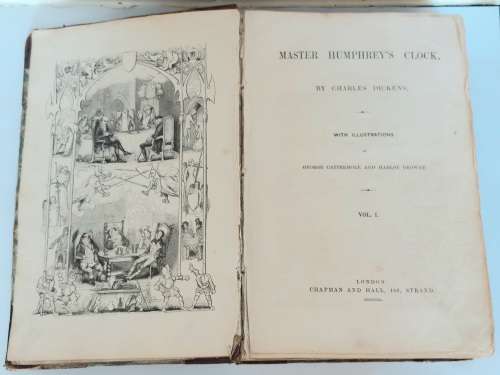 MASTER HUMPHREY'S CLOCK,
BY CHARLES DICKENS.
WITH ILLUSTRATIONS
BY
GEORGE CATTERMOLE AND HABLOT BROWNE
VOL. I.
LONDON
CHAPMAN AND HALL, 186, STRAND.